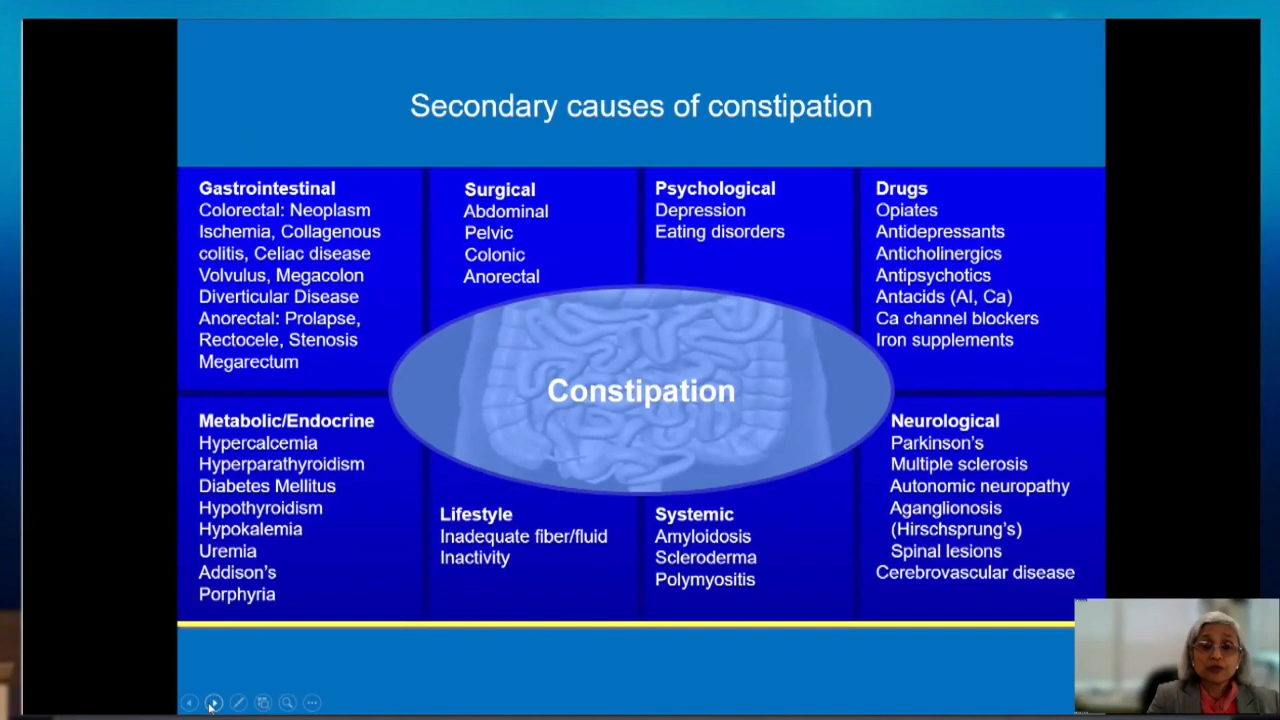 Secondary causes of constipation
Gastrointestinal
Colorectal: Neoplasm
Ischemia, Collagenous
colitis, Celiac disease
Volvulus, Megacolon
Diverticular Disease
Anorectal: Prolapse,
Rectocele, Stenosis
Megarectum
Surgical
Abdominal
Pelvic
Colonic
Anorectal
Psychological
Depression
Eating disorders
Drugs
Opiates
Antidepressants
Anticholinergics
Antipsychotics
Antacids (Al, Ca)
Ca channel blockers
Iron supplements
Constipation
Metabolic/Endocrine
Hypercalcemia
Hyperparathyroidism
Diabetes Mellitus
Hypothyroidism
Hypokalemia
Uremia
Addison's
Porphyria
Lifestyle
Inadequate fiber/fluid
Inactivity
Systemic
Amyloidosis
Scleroderma
Polymyositis
Neurological
Parkinson's
Multiple sclerosis
Autonomic neuropathy
Aganglionosis
(Hirschsprung's)
Spinal lesions
Cerebrovascular disease